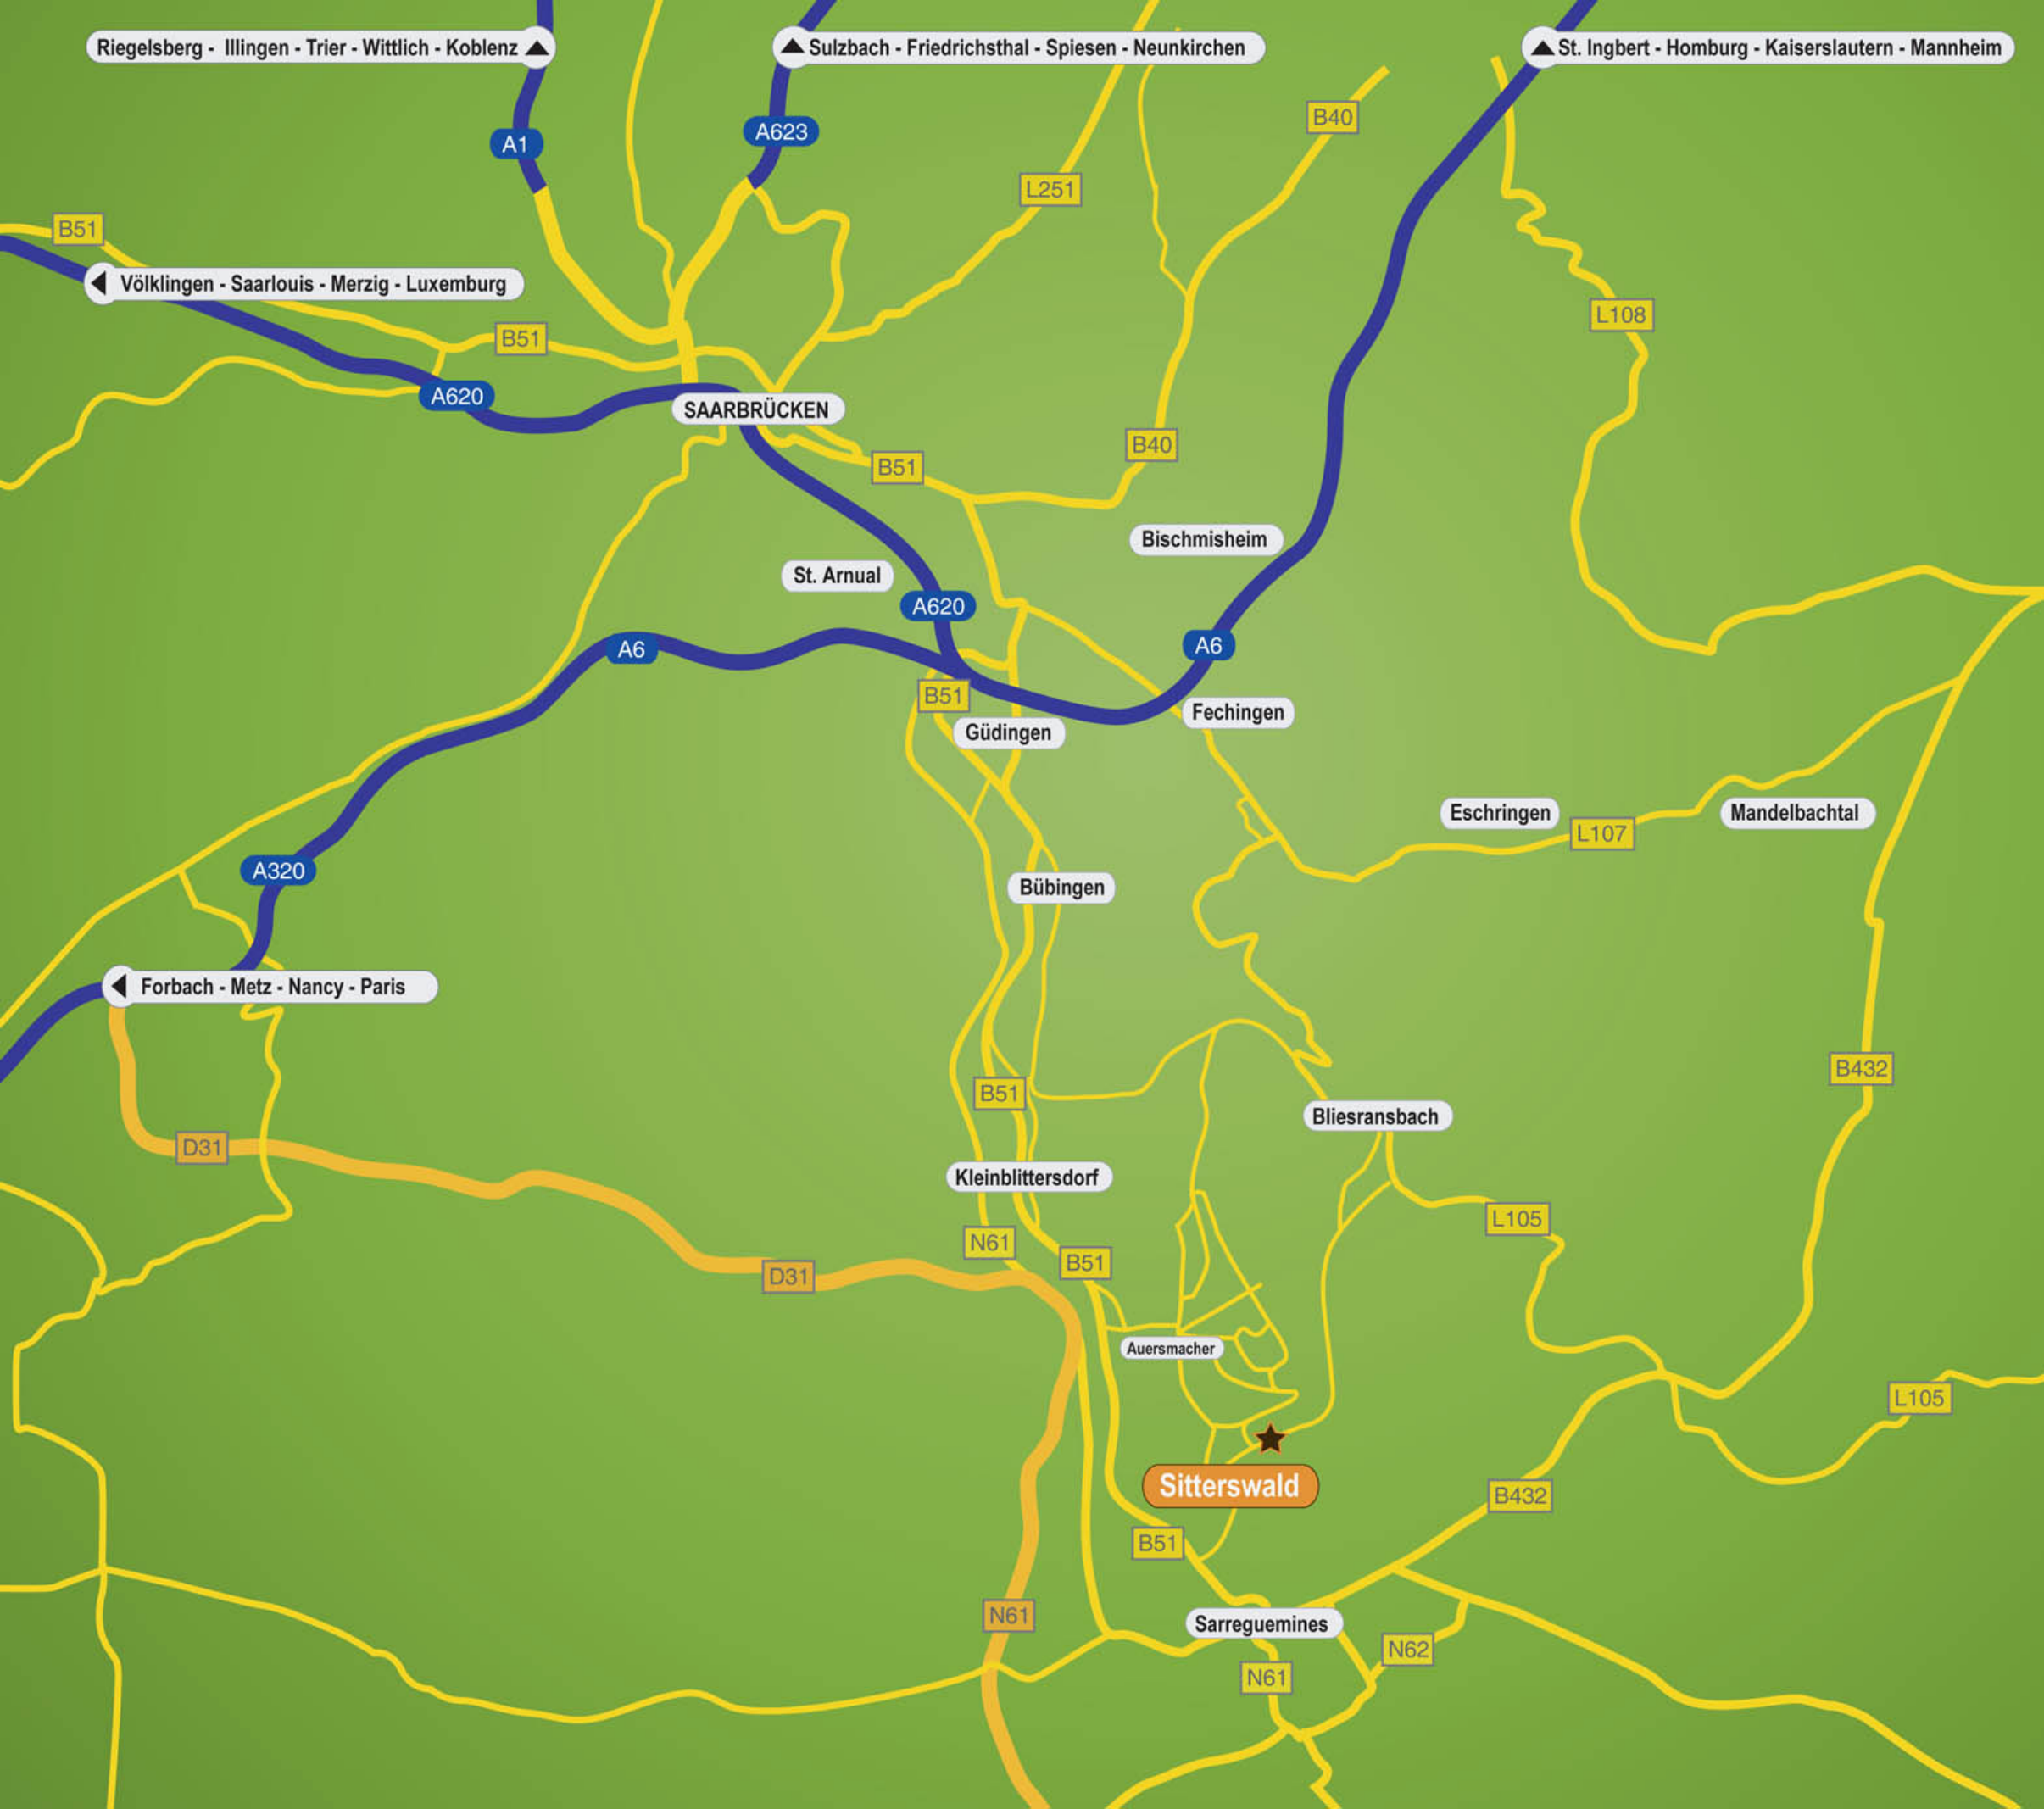 Riegelsberg - Illingen - Trier - Wittlich - Koblenz
Sulzbach - Friedrichsthal - Spiesen - Neunkirchen
St. Ingbert - Homburg - Kaiserslautern - Mannheim
B40
A623
A1
L251
B51
Völklingen - Saarlouis - Merzig - Luxemburg
L108
B51
A620
SAARBRÜCKEN
B40
B51
Bischmisheim
St. Arnual
A620
A6
A6
B51
Fechingen
Güdingen
Eschringen
Mandelbachtal
L107
A320
Bübingen
Forbach - Metz - Nancy - Paris
B432
B51
Bliesransbach
D31
Kleinblittersdorf
L105
N61
B51
D31
Auersmacher
L105
Sitterswald
B432
B51
N61
Sarreguemines
N62
N61